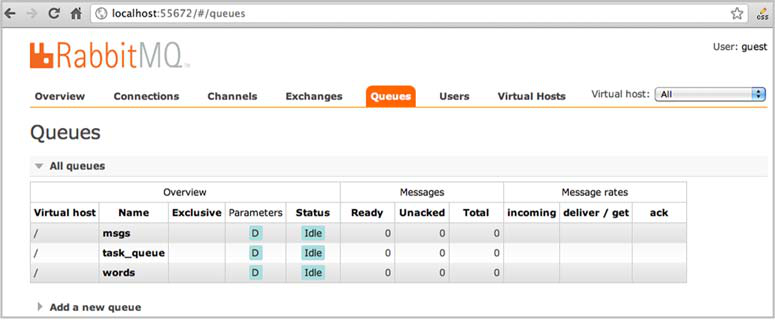 localhost:55672/#/queues
css
RabbitMQ
User: guest
Overview Connections Channels Exchanges Queues Users Virtual Hosts Virtual host: All
Queues
All queues
Overview Messages Message rates
Virtual host Name Exclusive Parameters Status Ready Unacked Total incoming deliver / get ack
/ msgs D Idle 0 0 0
/ task_queue D Idle 0 0 0
/ words D Idle 0 0 0
Add a new queue